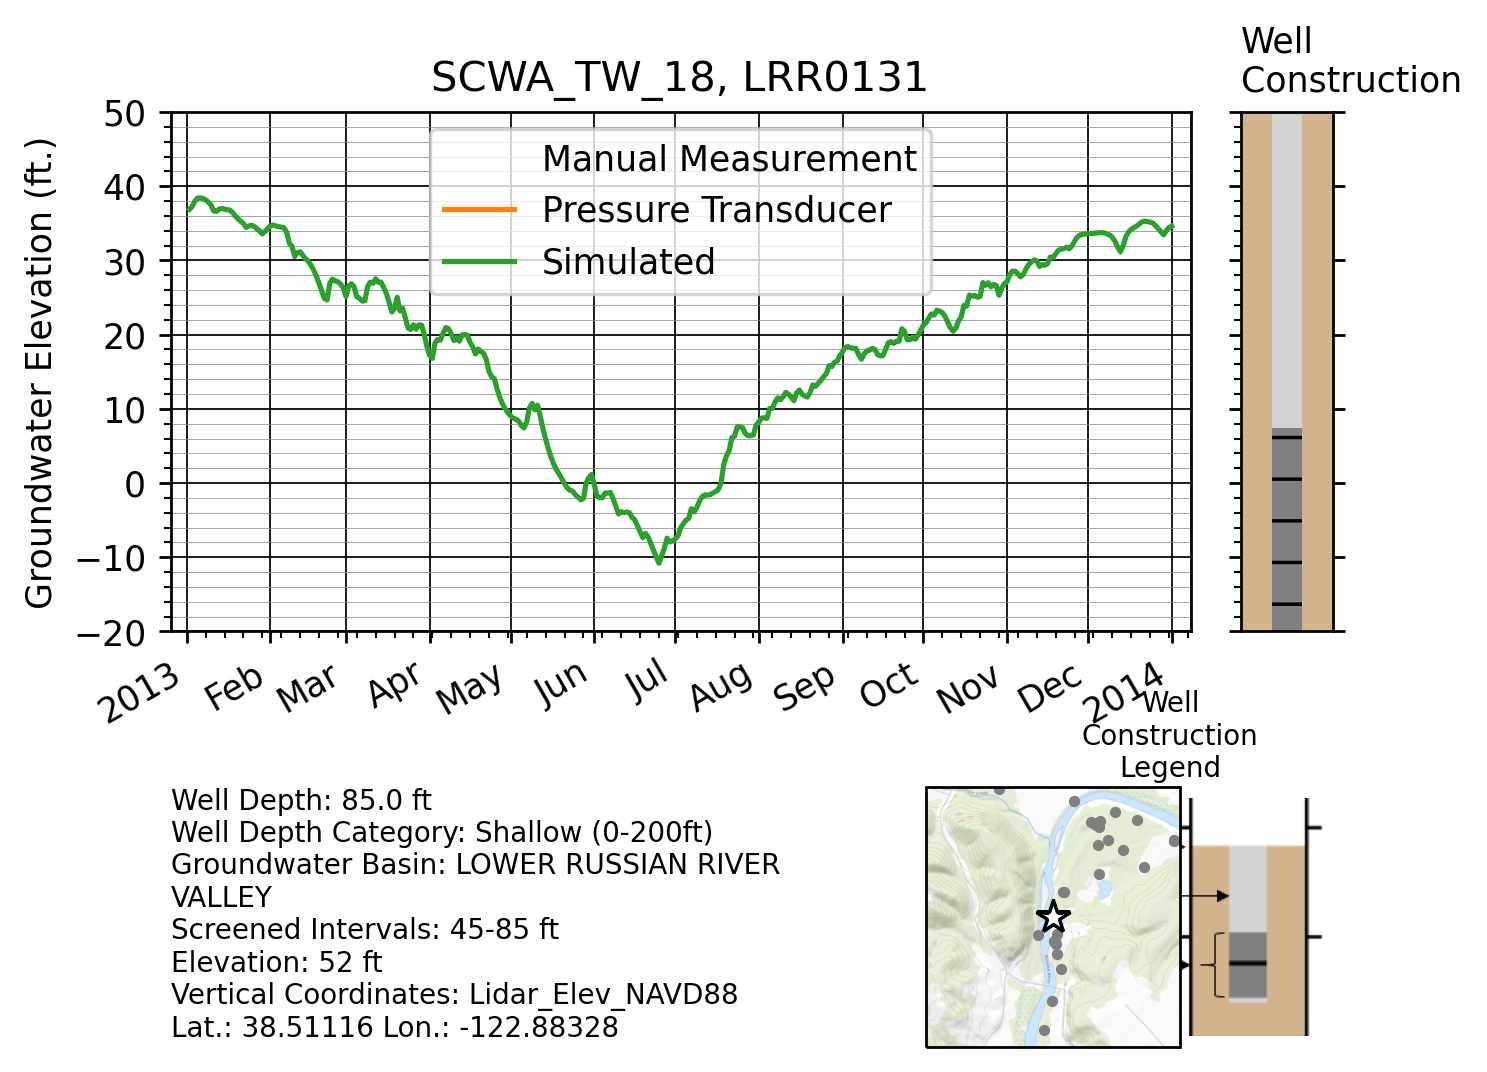 Well
Construction
SCWA_TW_18, LRR0131
50
40
30
20
10
0
−10
−20
Groundwater Elevation (ft.)
Manual Measurement
Pressure Transducer
Simulated
2013
Feb
Mar
Apr
May
Jun
Jul
Aug
Sep
Oct
Nov
Dec
2014
Well
Construction
Legend
Well Depth: 85.0 ft
Well Depth Category: Shallow (0-200ft)
Groundwater Basin: LOWER RUSSIAN RIVER
VALLEY
Screened Intervals: 45-85 ft
Elevation: 52 ft
Vertical Coordinates: Lidar_Elev_NAVD88
Lat.: 38.51116 Lon.: -122.88328